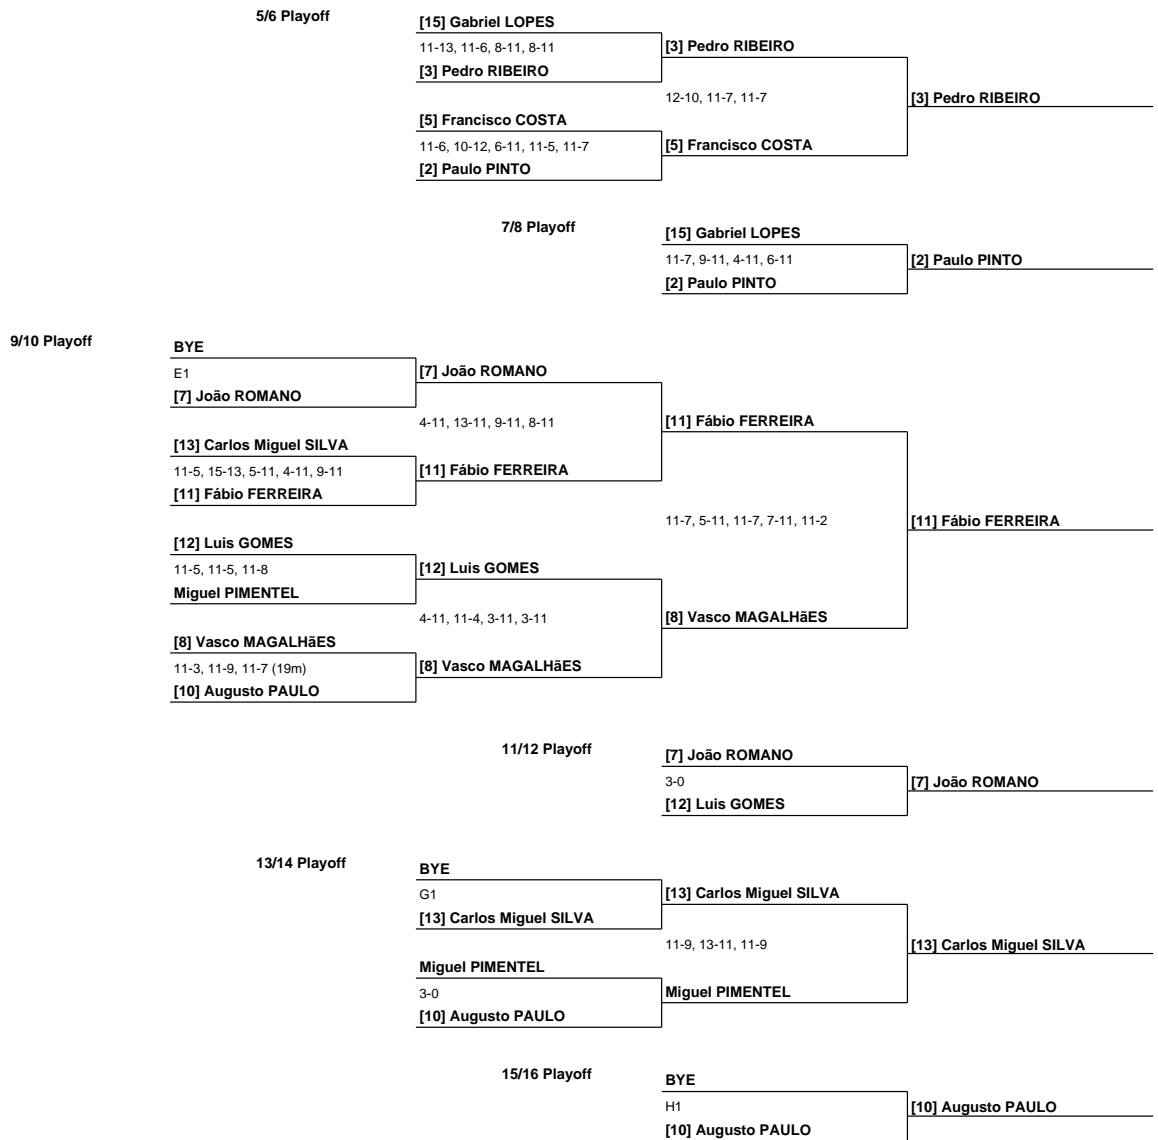 5/6 Playoff
[15] Gabriel LOPES
11-13, 11-6, 8-11, 8-11
[3] Pedro RIBEIRO
[3] Pedro RIBEIRO
12-10, 11-7, 11-7
[3] Pedro RIBEIRO
[5] Francisco COSTA
11-6, 10-12, 6-11, 11-5, 11-7
[5] Francisco COSTA
[2] Paulo PINTO
7/8 Playoff
[15] Gabriel LOPES
11-7, 9-11, 4-11, 6-11
[2] Paulo PINTO
[2] Paulo PINTO
9/10 Playoff
BYE
E1
[7] João ROMANO
[7] João ROMANO
4-11, 13-11, 9-11, 8-11
[11] Fábio FERREIRA
[13] Carlos Miguel SILVA
11-5, 15-13, 5-11, 4-11, 9-11
[11] Fábio FERREIRA
[11] Fábio FERREIRA
11-7, 5-11, 11-7, 7-11, 11-2
[11] Fábio FERREIRA
[12] Luis GOMES
11-5, 11-5, 11-8
[12] Luis GOMES
Miguel PIMENTEL
4-11, 11-4, 3-11, 3-11
[8] Vasco MAGALHãES
[8] Vasco MAGALHãES
11-3, 11-9, 11-7 (19m)
[8] Vasco MAGALHãES
[10] Augusto PAULO
11/12 Playoff
[7] João ROMANO
3-0
[7] João ROMANO
[12] Luis GOMES
13/14 Playoff
BYE
G1
[13] Carlos Miguel SILVA
[13] Carlos Miguel SILVA
11-9, 13-11, 11-9
[13] Carlos Miguel SILVA
Miguel PIMENTEL
3-0
Miguel PIMENTEL
[10] Augusto PAULO
15/16 Playoff
BYE
H1
[10] Augusto PAULO
[10] Augusto PAULO